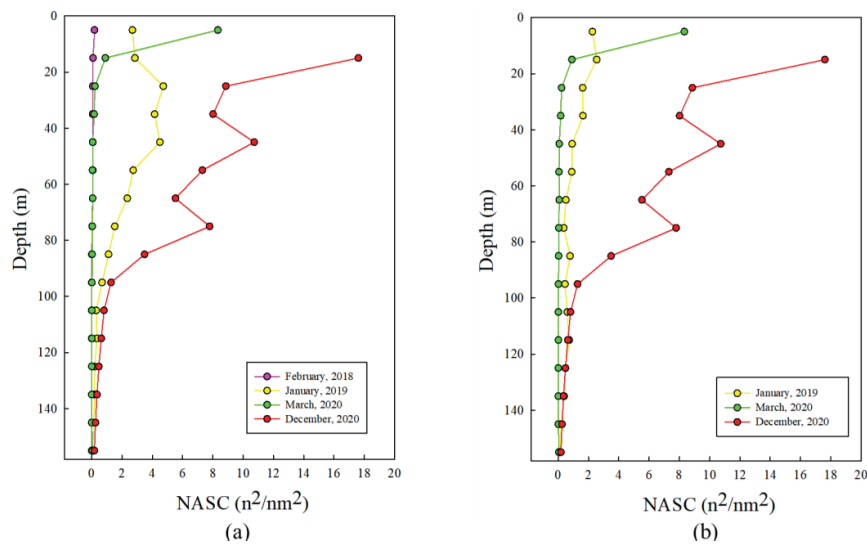 0
20
40
60
80
100
120
140
Depth (m)
0 2 4 6 8 10 12 14 16 18 20
NASC (n²/nm²)
February, 2018
January, 2019
March, 2020
December, 2020
(a)
0
20
40
60
80
100
120
140
Depth (m)
0 2 4 6 8 10 12 14 16 18 20
NASC (n²/nm²)
January, 2019
March, 2020
December, 2020
(b)